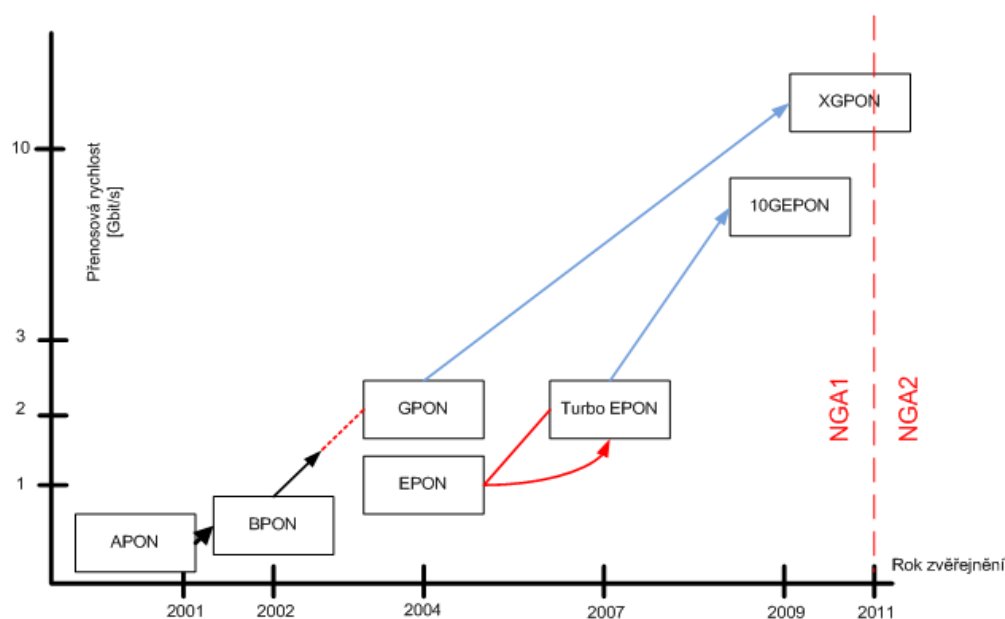 XGPON
10
Přenosová rychlost
[Gbit/s]
10GEPON
3
NGA1
NGA2
GPON
Turbo EPON
2
EPON
1
BPON
APON
Rok zvěřejnění
2001
2002
2004
2007
2009
2011